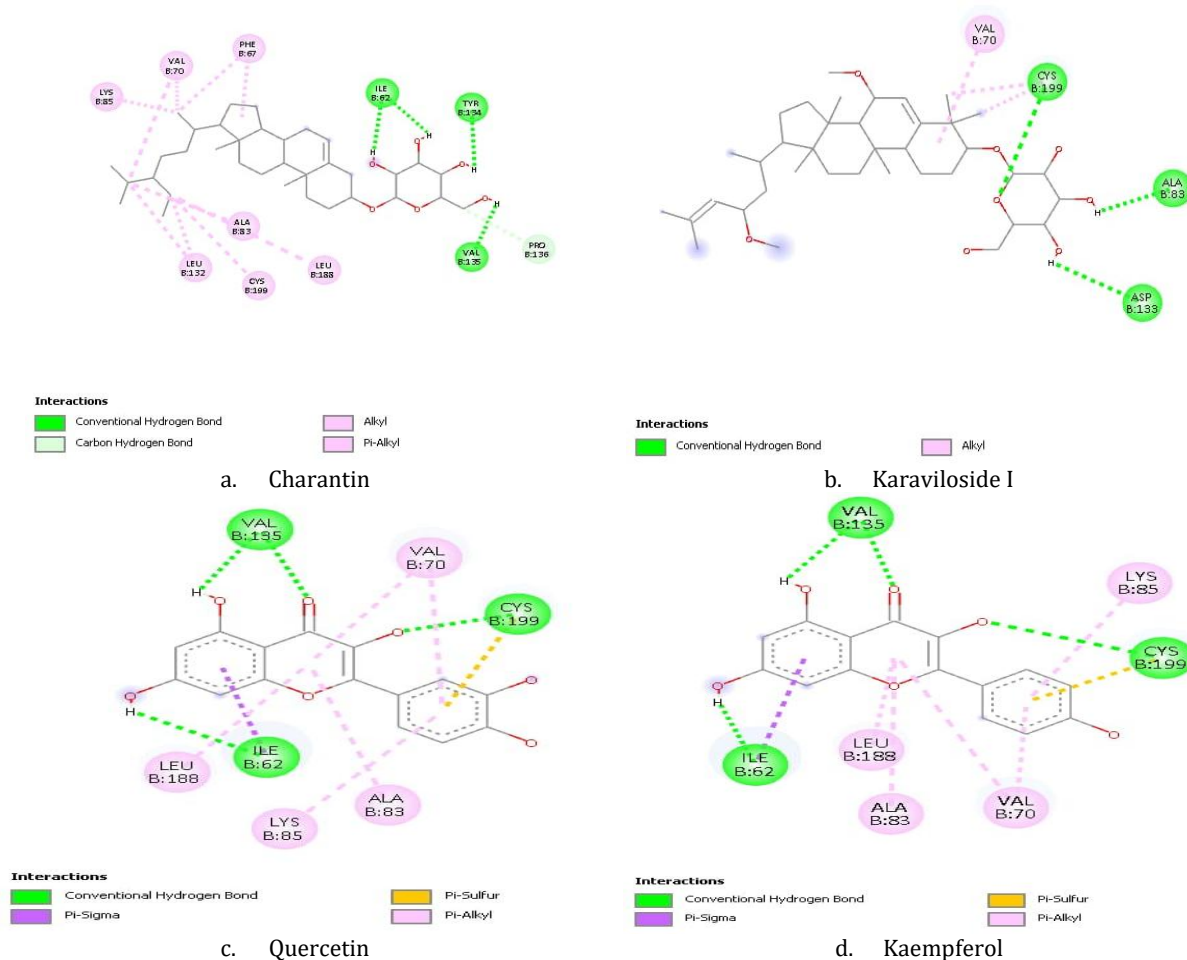 PHE
B:67
VAL
B:70
LYS
B:85
ILE
B:62
TYR
B:134
ALA
B:83
LEU
B:132
CYS
B:199
LEU
B:188
VAL
B:135
PRO
B:136
H
H
H
H
O
O
O
O
O
O
Interactions
Conventional Hydrogen Bond
Carbon Hydrogen Bond
Alkyl
Pi-Alkyl
a. Charantin
VAL
B:70
CYS
B:199
ALA
B:83
ASP
B:133
O
O
O
O
O
O
O
O
H
H
Interactions
Conventional Hydrogen Bond
Alkyl
b. Karaviloside I
VAL
B:135
VAL
B:70
CYS
B:199
H
O
O
O
O
O
O
O
H
ILE
B:62
LEU
B:188
LYS
B:85
ALA
B:83
Interactions
Conventional Hydrogen Bond
Pi-Sigma
Pi-Sulfur
Pi-Alkyl
c. Quercetin
VAL
B:135
LYS
B:85
CYS
B:199
H
O
O
O
O
O
O
H
ILE
B:62
LEU
B:188
ALA
B:83
VAL
B:70
Interactions
Conventional Hydrogen Bond
Pi-Sigma
Pi-Sulfur
Pi-Alkyl
d. Kaempferol